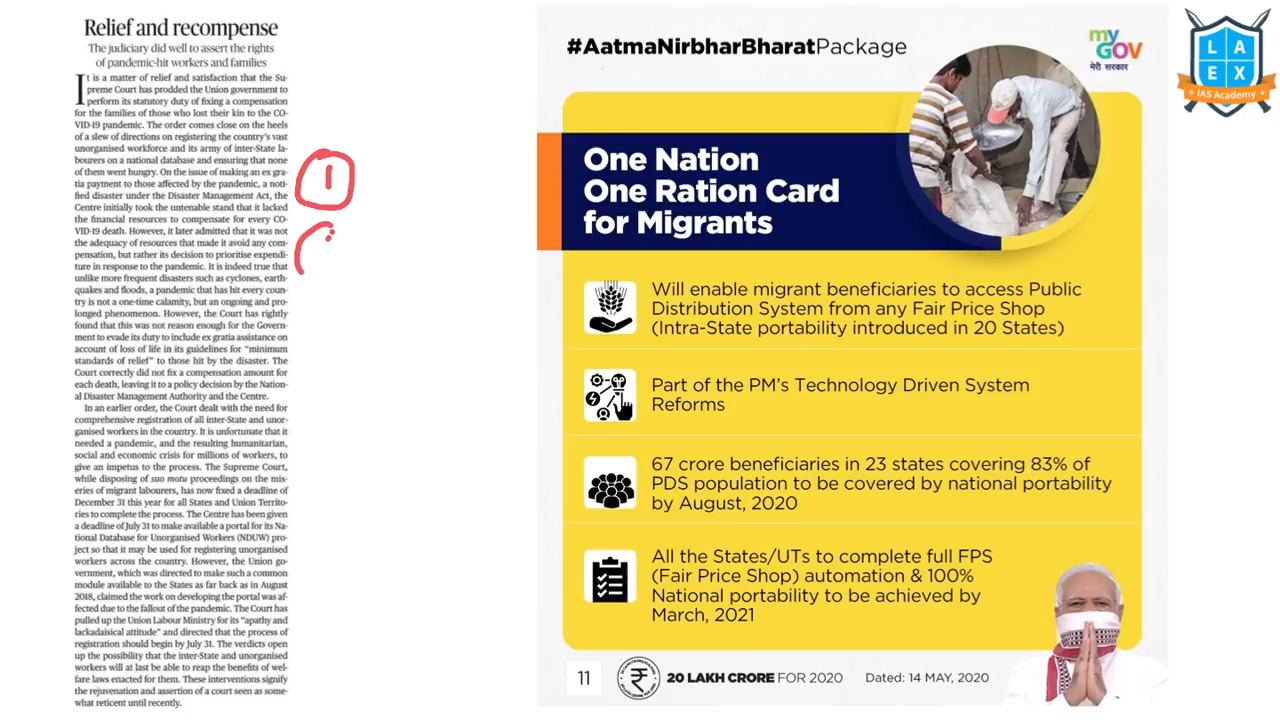 Relief and recompense
The judiciary did well to assert the rights
of pandemic-hit workers and families
It is a matter of relief and satisfaction that the Su-
preme Court has prodded the Union government to
perform its statutory duty of fixing a compensation
for the families of those who lost their kin to the CO-
VID-19 pandemic. The order comes close on the heels
of a slew of directions on registering the country's vast
unorganised workforce and its army of inter-State la-
bourers on a national database and ensuring that none
of them went hungry. On the issue of making an ex gra-
tia payment to those affected by the pandemic, a noti-
fied disaster under the Disaster Management Act, the
Centre initially took the untenable stand that it lacked
the financial resources to compensate for every CO-
VID-19 death. However, it later admitted that it was not
the adequacy of resources that made it avoid any com-
pensation, but rather its decision to prioritise expendi-
ture in response to the pandemic. It is indeed true that
unlike more frequent disasters such as cyclones, earth-
quakes and floods, a pandemic that has hit every coun-
try is not a one-time calamity, but an ongoing and pro-
longed phenomenon. However, the Court has rightly
found that this was not reason enough for the Govern-
ment to evade its duty to include ex gratia assistance on
account of loss of life in its guidelines for "minimum
standards of relief" to those hit by the disaster. The
Court correctly did not fix a compensation amount for
each death, leaving it to a policy decision by the Nation-
al Disaster Management Authority and the Centre.
In an earlier order, the Court dealt with the need for
comprehensive registration of all inter-State and unor-
ganised workers in the country. It is unfortunate that it
needed a pandemic, and the resulting humanitarian,
social and economic crisis for millions of workers, to
give an impetus to the process. The Supreme Court,
while disposing of suo motu proceedings on the mis-
eries of migrant labourers, has now fixed a deadline of
December 31 this year for all States and Union Territo-
ries to complete the process. The Centre has been given
a deadline of July 31 to make available a portal for its Na-
tional Database for Unorganised Workers (NDUW) pro-
ject so that it may be used for registering unorganised
workers across the country. However, the Union go-
vernment, which was directed to make such a common
module available to the States as far back as in August
2018, claimed the work on developing the portal was af-
fected due to the fallout of the pandemic. The Court has
pulled up the Union Labour Ministry for its "apathy and
lackadaisical attitude" and directed that the process of
registration should begin by July 31. The verdicts open
up the possibility that the inter-State and unorganised
workers will at last be able to reap the benefits of wel-
fare laws enacted for them. These interventions signify
the rejuvenation and assertion of a court seen as some-
what reticent until recently.
1
#AatmaNirbharBharatPackage
my
GOV
मेरी सरकार
One Nation
One Ration Card
for Migrants
Will enable migrant beneficiaries to access Public
Distribution System from any Fair Price Shop
(Intra-State portability introduced in 20 States)
Part of the PM's Technology Driven System
Reforms
67 crore beneficiaries in 23 states covering 83% of
PDS population to be covered by national portability
by August, 2020
All the States/UTs to complete full FPS
(Fair Price Shop) automation & 100%
National portability to be achieved by
March, 2021
11
20 LAKH CRORE FOR 2020
Dated: 14 MAY, 2020
L A
E X
IAS Academy